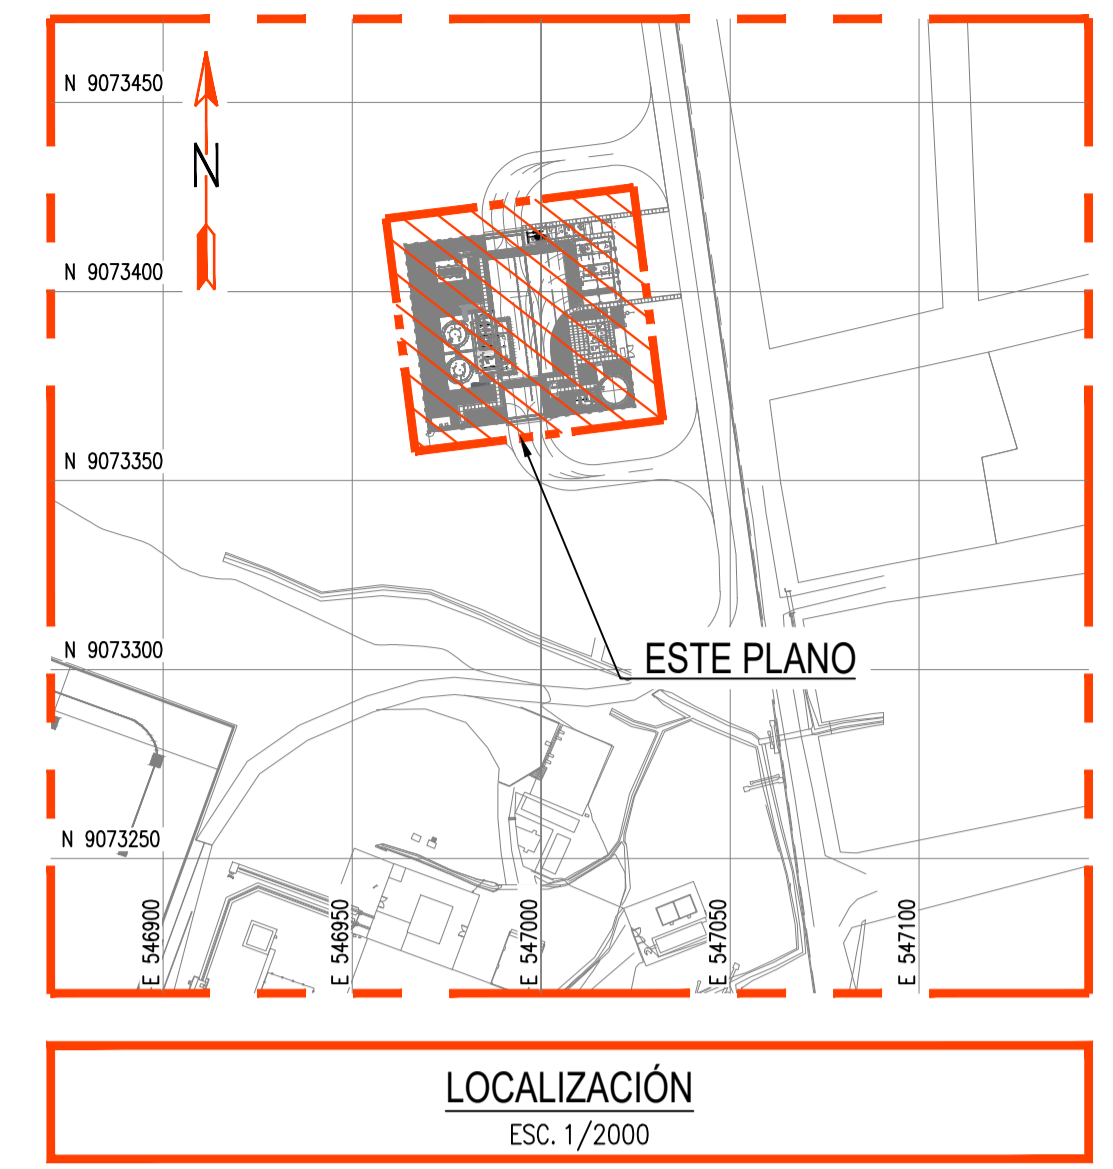 N 9073450
N
N 9073400
N 9073350
N 9073300
ESTE PLANO
N 9073250
E 546900
E 546950
E 547000
E 547050
E 547100
LOCALIZACIÓN
ESC. 1/2000